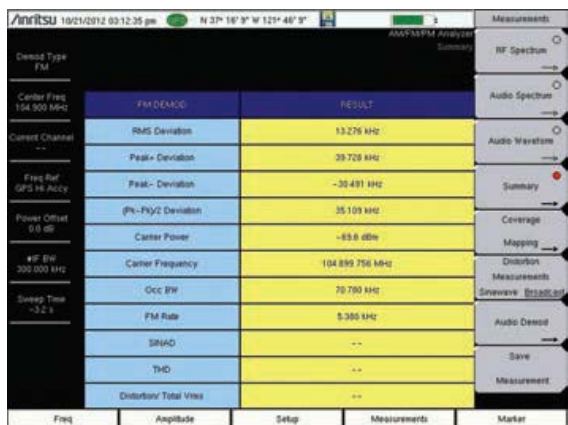 Anritsu 10/21/2012 03:12:35 pm N 37° 16' 9" W 121° 46' 9"
AM/FM/PM Analyzer
Summary
Demod Type
FM
Center Freq
104.900 MHz
Current Channel
--
Freq Ref
GPS Hi Accy
Power Offset
0.0 dB
#IF BW
300.000 kHz
Sweep Time
~3.2 s
FM DEMOD RESULT
RMS Deviation 13.276 kHz
Peak+ Deviation 39.728 kHz
Peak- Deviation -30.491 kHz
(Pk-Pk)/2 Deviation 35.109 kHz
Carrier Power -69.6 dBm
Carrier Frequency 104.899 756 MHz
Occ BW 70.780 kHz
FM Rate 5.380 kHz
SINAD --
THD --
Distortion/ Total Vrms --
Measurements
RF Spectrum
Audio Spectrum
Audio Waveform
Summary
Coverage
Mapping
Distortion
Measurements
Sinewave Broadcast
Audio Demod
Save
Measurement
Freq Amplitude Setup Measurements Marker